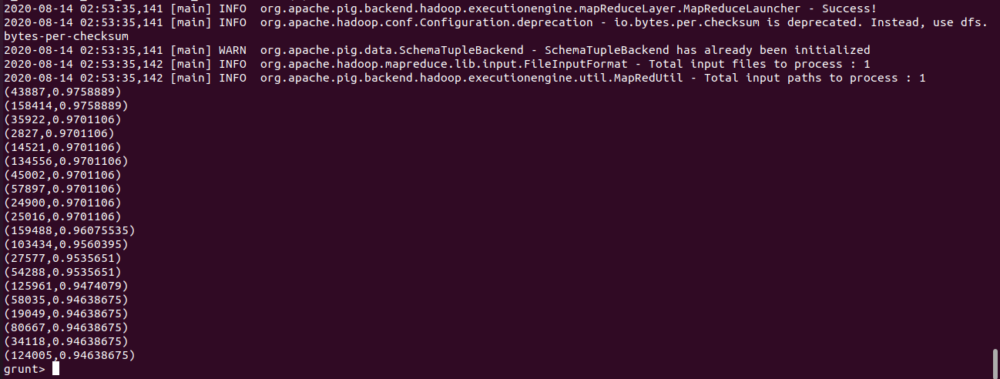 2020-08-14 02:53:35,141 [main] INFO  org.apache.pig.backend.hadoop.executionengine.mapReduceLayer.MapReduceLauncher - Success!
2020-08-14 02:53:35,141 [main] INFO  org.apache.hadoop.conf.Configuration.deprecation - io.bytes.per.checksum is deprecated. Instead, use dfs.
bytes-per-checksum
2020-08-14 02:53:35,141 [main] WARN  org.apache.pig.data.SchemaTupleBackend - SchemaTupleBackend has already been initialized
2020-08-14 02:53:35,142 [main] INFO  org.apache.hadoop.mapreduce.lib.input.FileInputFormat - Total input files to process : 1
2020-08-14 02:53:35,142 [main] INFO  org.apache.pig.backend.hadoop.executionengine.util.MapRedUtil - Total input paths to process : 1
(43887,0.9758889)
(158414,0.9758889)
(35922,0.9701106)
(2827,0.9701106)
(14521,0.9701106)
(134556,0.9701106)
(45002,0.9701106)
(57897,0.9701106)
(24900,0.9701106)
(25016,0.9701106)
(159488,0.96075535)
(103434,0.9560395)
(27577,0.9535651)
(54288,0.9535651)
(125961,0.9474079)
(58035,0.94638675)
(19049,0.94638675)
(80667,0.94638675)
(34118,0.94638675)
(124005,0.94638675)
grunt>